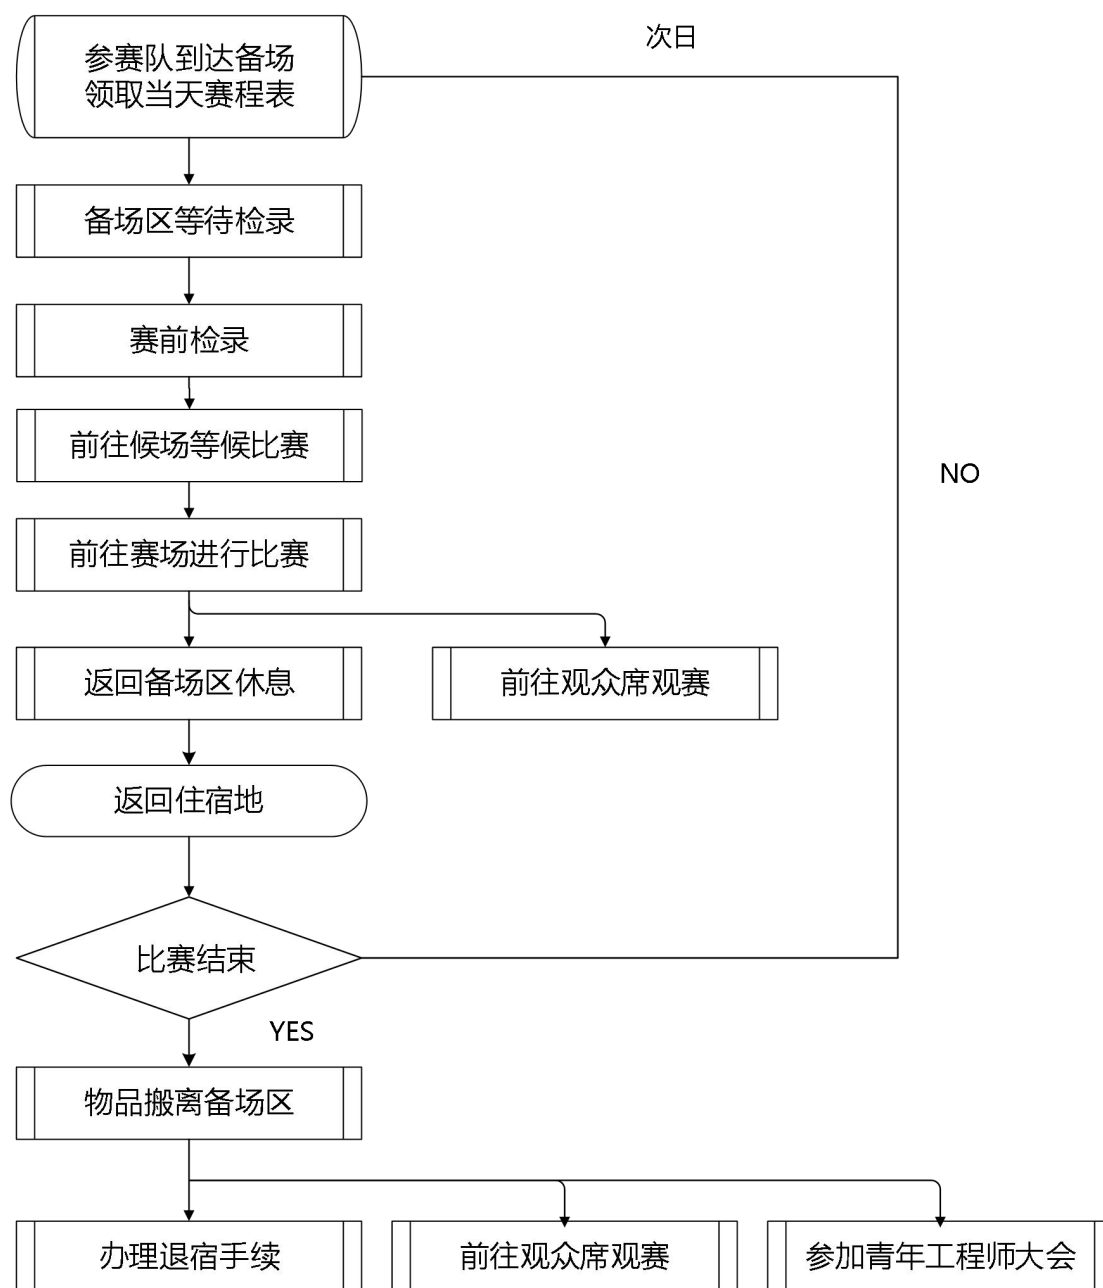 参赛队到达备场
领取当天赛程表
次日
备场区等待检录
赛前检录
前往候场等候比赛
NO
前往赛场进行比赛
返回备场区休息
前往观众席观赛
返回住宿地
比赛结束
YES
物品搬离备场区
办理退宿手续
前往观众席观赛
参加青年工程师大会